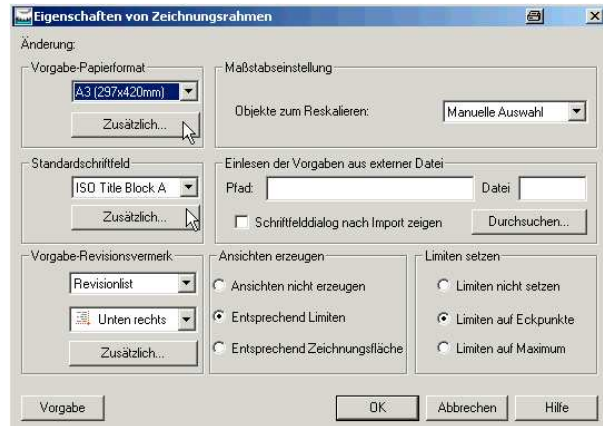 Eigenschaften von Zeichnungsrahmen
Änderung:
Vorgabe-Papierformat
A3 (297x420mm)
Zusätzlich...
Maßstabseinstellung
Objekte zum Reskalieren:
Manuelle Auswahl
Standardschriftfeld
ISO Title Block A
Zusätzlich...
Einlesen der Vorgaben aus externer Datei
Pfad:
Datei
Schriftfelddialog nach Import zeigen
Durchsuchen...
Vorgabe-Revisionsvermerk
Revisionlist
Unten rechts
Zusätzlich...
Ansichten erzeugen
Ansichten nicht erzeugen
Entsprechend Limiten
Entsprechend Zeichnungsfläche
Limiten setzen
Limiten nicht setzen
Limiten auf Eckpunkte
Limiten auf Maximum
Vorgabe
OK
Abbrechen
Hilfe